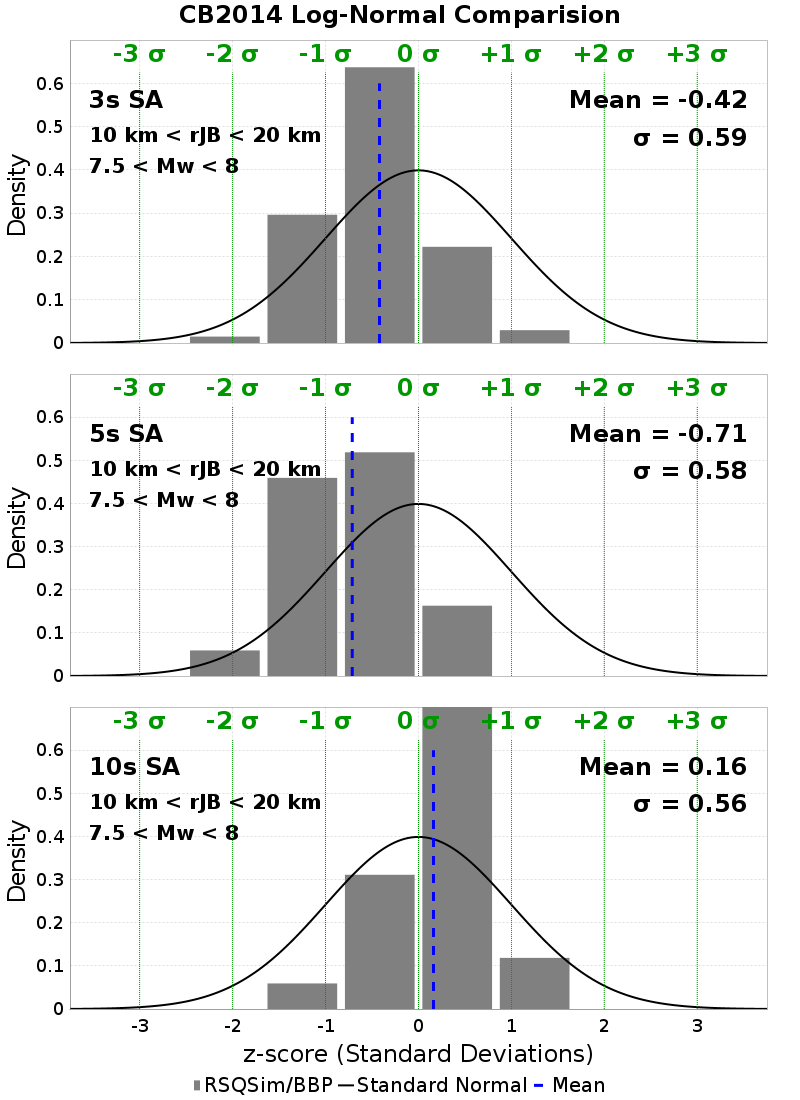 CB2014 Log-Normal Comparision
-3 σ -2 σ -1 σ 0 σ +1 σ +2 σ +3 σ
3s SA
Mean = -0.42
10 km < rJB < 20 km
σ = 0.59
7.5 < Mw < 8
Density
0.6
0.5
0.4
0.3
0.2
0.1
0
-3 σ -2 σ -1 σ 0 σ +1 σ +2 σ +3 σ
5s SA
Mean = -0.71
10 km < rJB < 20 km
σ = 0.58
7.5 < Mw < 8
Density
0.6
0.5
0.4
0.3
0.2
0.1
0
-3 σ -2 σ -1 σ 0 σ +1 σ +2 σ +3 σ
10s SA
Mean = 0.16
10 km < rJB < 20 km
σ = 0.56
7.5 < Mw < 8
Density
0.6
0.5
0.4
0.3
0.2
0.1
0
-3 -2 -1 0 1 2 3
z-score (Standard Deviations)
RSQSim/BBP Standard Normal Mean